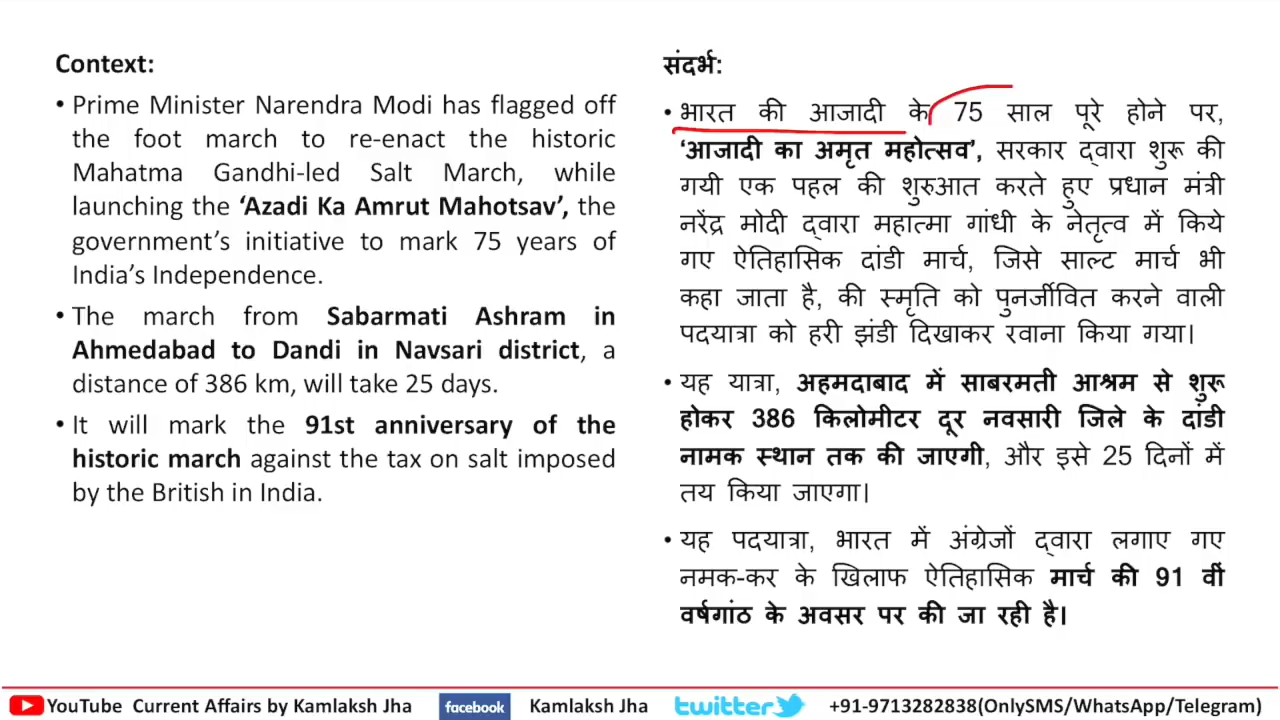 Context:
• Prime Minister Narendra Modi has flagged off
the foot march to re-enact the historic
Mahatma Gandhi-led Salt March, while
launching the ‘Azadi Ka Amrut Mahotsav’, the
government’s initiative to mark 75 years of
India’s Independence.
• The march from Sabarmati Ashram in
Ahmedabad to Dandi in Navsari district, a
distance of 386 km, will take 25 days.
• It will mark the 91st anniversary of the
historic march against the tax on salt imposed
by the British in India.
संदर्भ:
• भारत की आजादी के 75 साल पूरे होने पर,
‘आजादी का अमृत महोत्सव’, सरकार द्वारा शुरू की
गयी एक पहल की शुरुआत करते हुए प्रधान मंत्री
नरेंद्र मोदी द्वारा महात्मा गांधी के नेतृत्व में किये
गए ऐतिहासिक दांडी मार्च, जिसे साल्ट मार्च भी
कहा जाता है, की स्मृति को पुनर्जीवित करने वाली
पदयात्रा को हरी झंडी दिखाकर रवाना किया गया।
• यह यात्रा, अहमदाबाद में साबरमती आश्रम से शुरू
होकर 386 किलोमीटर दूर नवसारी जिले के दांडी
नामक स्थान तक की जाएगी, और इसे 25 दिनों में
तय किया जाएगा।
• यह पदयात्रा, भारत में अंग्रेजों द्वारा लगाए गए
नमक-कर के खिलाफ ऐतिहासिक मार्च की 91 वीं
वर्षगांठ के अवसर पर की जा रही है।
YouTube Current Affairs by Kamlaksh Jha facebook Kamlaksh Jha twitter +91-9713282838(OnlySMS/WhatsApp/Telegram)